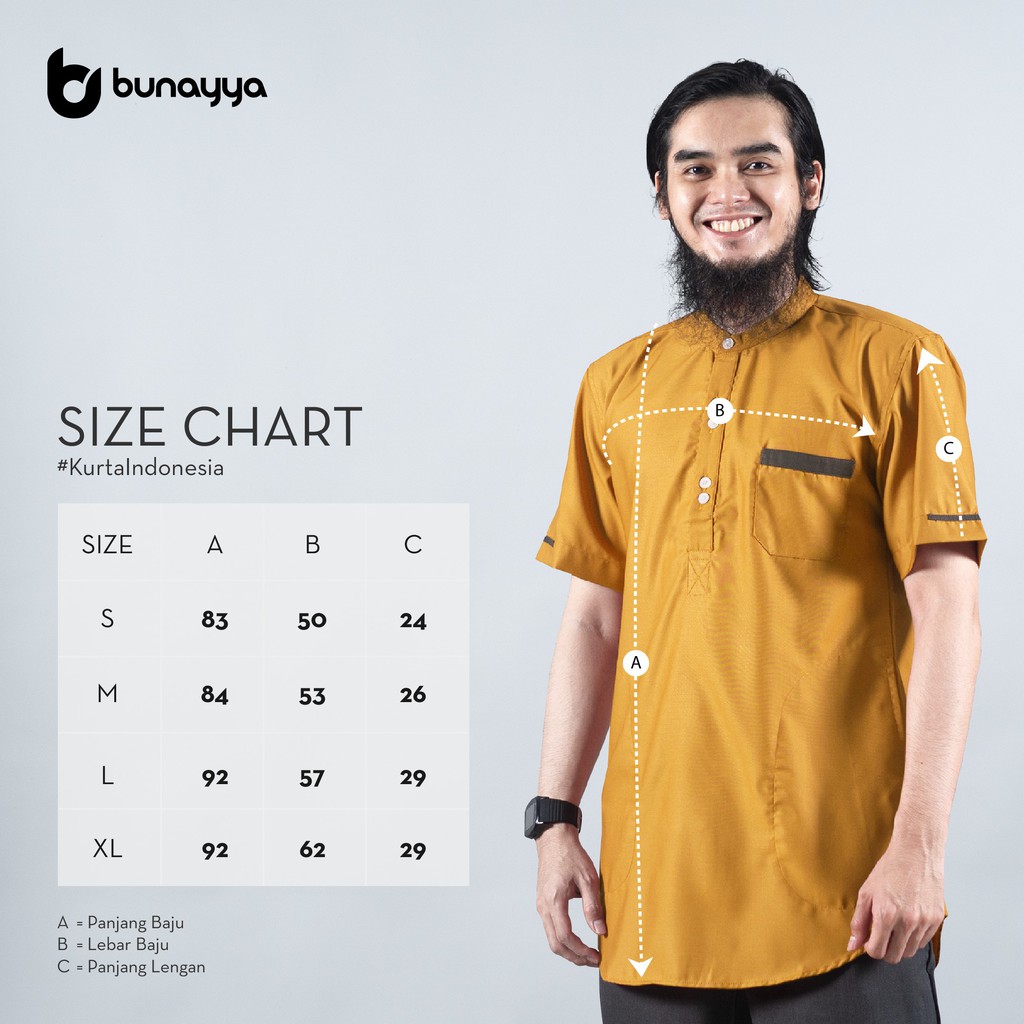 bunayya
SIZE CHART
#KurtaIndonesia
SIZE A B C
S 83 50 24
M 84 53 26
L 92 57 29
XL 92 62 29
A = Panjang Baju
B = Lebar Baju
C = Panjang Lengan
B
C
A